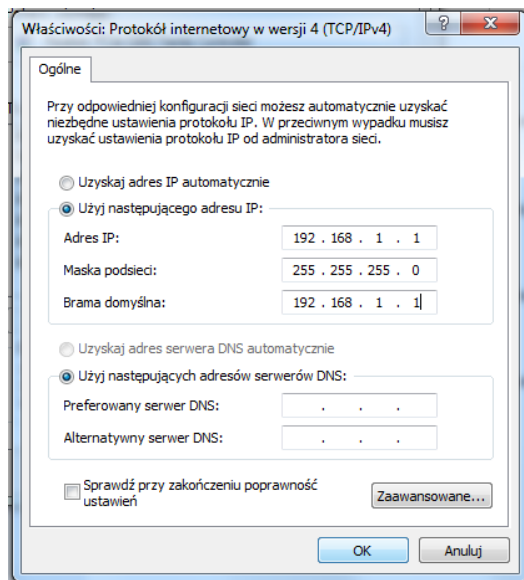 Właściwości: Protokół internetowy w wersji 4 (TCP/IPv4)
Ogólne
Przy odpowiedniej konfiguracji sieci możesz automatycznie uzyskać
niezbędne ustawienia protokołu IP. W przeciwnym wypadku musisz
uzyskać ustawienia protokołu IP od administratora sieci.
Uzyskaj adres IP automatycznie
Użyj następującego adresu IP:
Adres IP: 192 . 168 . 1 . 1
Maska podsieci: 255 . 255 . 255 . 0
Brama domyślna: 192 . 168 . 1 . 1
Uzyskaj adres serwera DNS automatycznie
Użyj następujących adresów serwerów DNS:
Preferowany serwer DNS: . . .
Alternatywny serwer DNS: . . .
Sprawdź przy zakończeniu poprawność
ustawień
Zaawansowane...
OK Anuluj